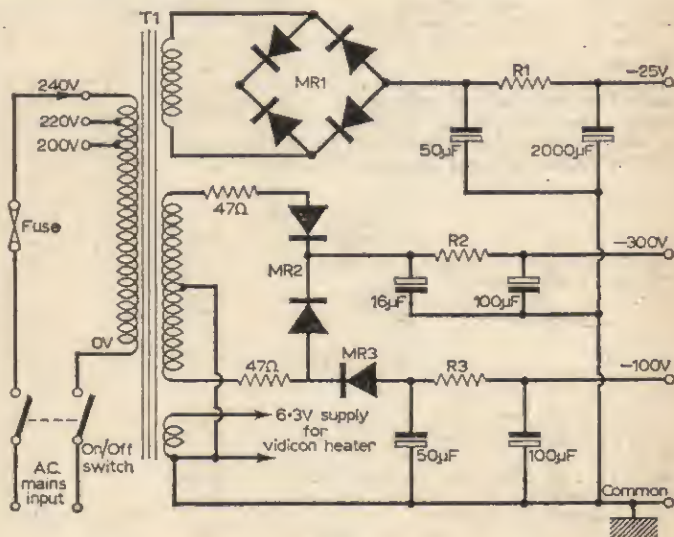 T1
240V
220V
200V
Fuse
0V
On/Off
switch
A.C.
mains
input
MR1
R1
-25V
50μF
2000μF
47Ω
MR2
R2
-300V
16μF
100μF
47Ω
MR3
R3
-100V
6·3V supply
for
vidicon heater
50μF
100μF
Common